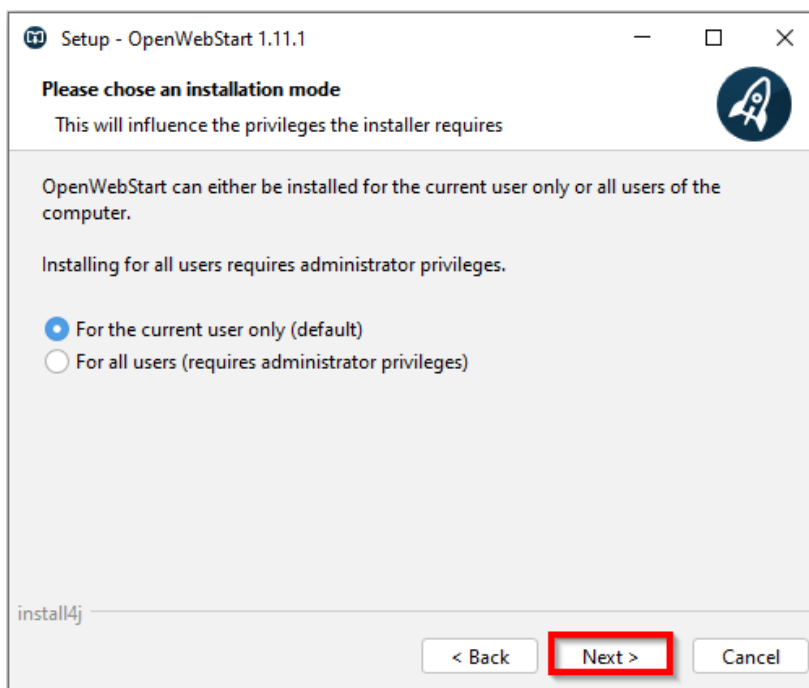 Setup - OpenWebStart 1.11.1
Please chose an installation mode
This will influence the privileges the installer requires
OpenWebStart can either be installed for the current user only or all users of the
computer.
Installing for all users requires administrator privileges.
For the current user only (default)
For all users (requires administrator privileges)
install4j
< Back Next > Cancel